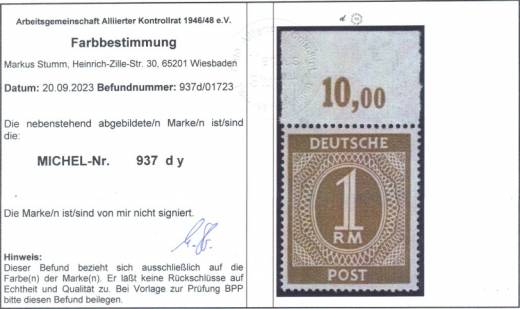 Arbeitsgemeinschaft Alliierter Kontrollrat 1946/48 e.V.
Farbbestimmung
Markus Stumm, Heinrich-Zille-Str. 30, 65201 Wiesbaden
Datum: 20.09.2023 Befundnummer: 937d/01723
Die nebenstehend abgebildete/n Marke/n ist/sind
die:
MICHEL-Nr. 937 d y
Die Marke/n ist/sind von mir nicht signiert.
Hinweis:
Dieser Befund bezieht sich ausschließlich auf die
Farbe(n) der Marke(n). Er läßt keine Rückschlüsse auf
Echtheit und Qualität zu. Bei Vorlage zur Prüfung BPP
bitte diesen Befund beilegen.
d
10,00
DEUTSCHE
1
RM
POST